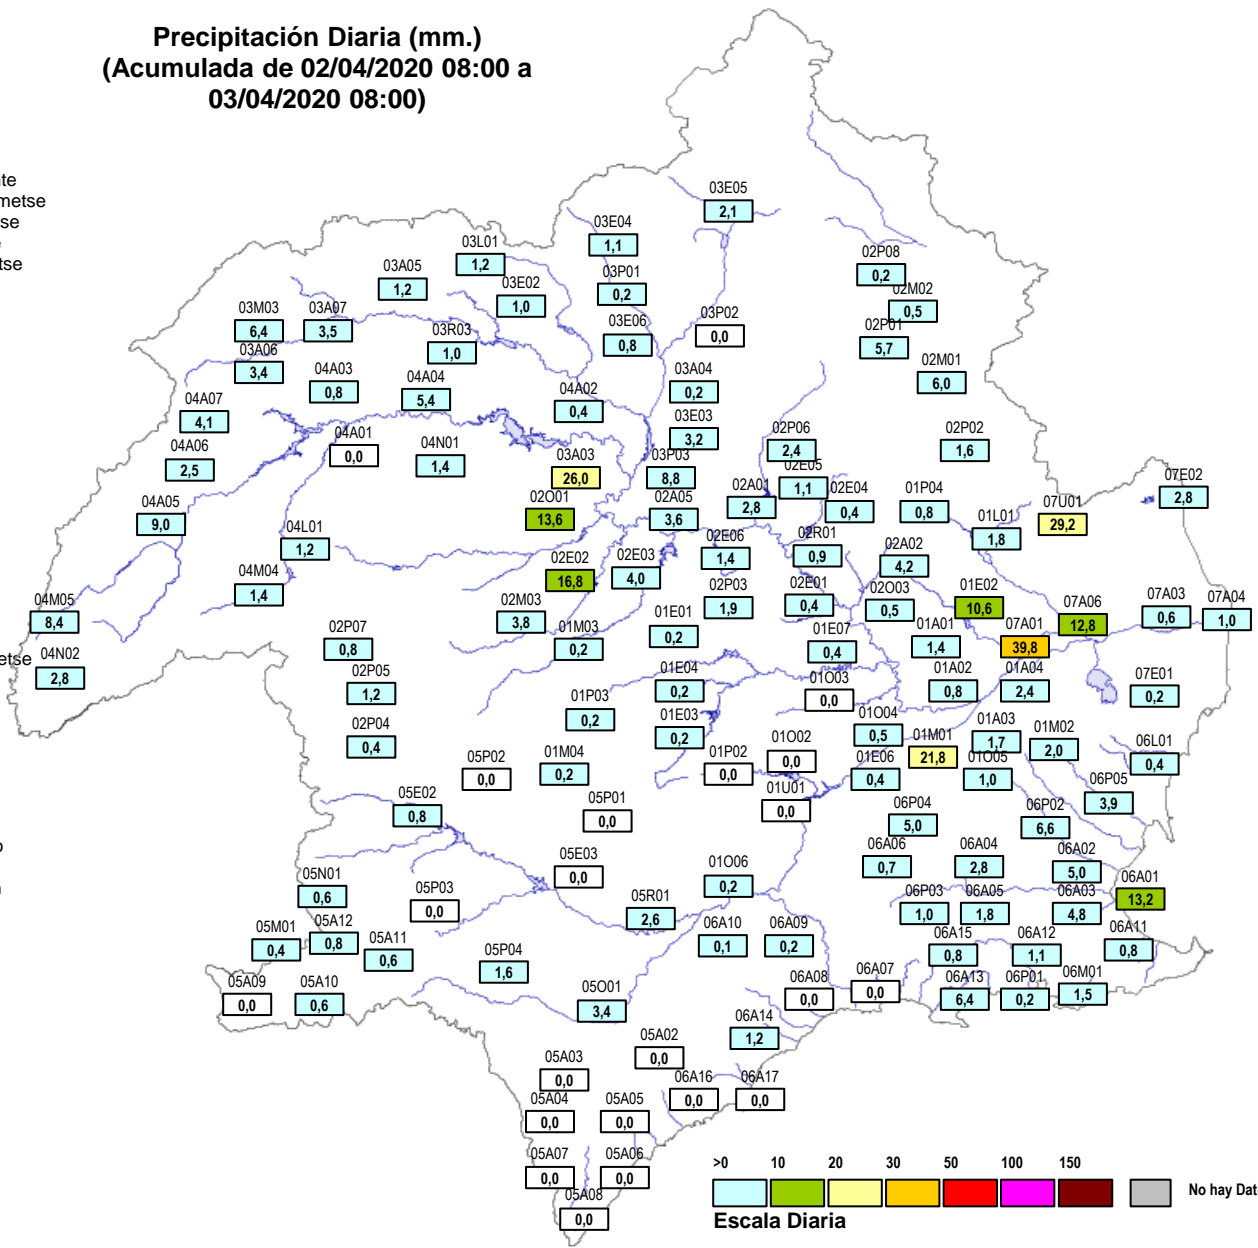 Precipitación Diaria (mm.)
(Acumulada de 02/04/2020 08:00 a
03/04/2020 08:00)
nte
metse
se
e
tse
etse
o
n
03E05
2,1
03E04
1,1
03L01
1,2
02P08
0,2
03A05
1,2
03E02
1,0
03P01
0,2
02M02
0,5
03M03
6,4
03A07
3,5
03P02
0,0
03E06
0,8
02P01
5,7
03R03
1,0
03A06
3,4
02M01
6,0
04A03
0,8
04A04
5,4
03A04
0,2
04A02
0,4
04A07
4,1
03E03
3,2
04A01
0,0
04N01
1,4
02P06
2,4
02P02
1,6
04A06
2,5
03A03
26,0
03P03
8,8
02E05
1,1
07E02
2,8
02A01
2,8
02E04
0,4
01P04
0,8
07U01
29,2
04A05
9,0
02O01
13,6
02A05
3,6
01L01
1,8
04L01
1,2
02E06
1,4
02R01
0,9
02A02
4,2
02E02
16,8
02E03
4,0
04M04
1,4
02P03
1,9
02E01
0,4
02O03
0,5
01E02
10,6
07A03
0,6
07A04
1,0
04M05
8,4
02M03
3,8
07A06
12,8
01E01
0,2
01M03
0,2
02P07
0,8
01E07
0,4
01A01
1,4
07A01
39,8
04N02
2,8
02P05
1,2
01E04
0,2
01O03
0,0
01A02
0,8
01A04
2,4
07E01
0,2
01P03
0,2
01E03
0,2
01O04
0,5
02P04
0,4
01A03
1,7
01M02
2,0
01M01
21,8
01O02
0,0
06L01
0,4
05P02
0,0
01M04
0,2
01P02
0,0
01E06
0,4
01O05
1,0
06P05
3,9
01U01
0,0
05E02
0,8
05P01
0,0
06P04
5,0
06P02
6,6
05E03
0,0
01O06
0,2
06A06
0,7
06A04
2,8
06A02
5,0
05N01
0,6
05P03
0,0
05R01
2,6
06P03
1,0
06A05
1,8
06A03
4,8
06A01
13,2
05M01
0,4
05A12
0,8
05A11
0,6
06A10
0,1
06A09
0,2
06A15
0,8
06A12
1,1
06A11
0,8
05P04
1,6
05A09
0,0
05A10
0,6
05O01
3,4
06A08
0,0
06A07
0,0
06A13
6,4
06P01
0,2
06M01
1,5
06A14
1,2
05A02
0,0
05A03
0,0
06A16
0,0
06A17
0,0
05A04
0,0
05A05
0,0
05A07
0,0
05A06
0,0
05A08
0,0
>0 10 20 30 50 100 150
No hay Dat
Escala Diaria